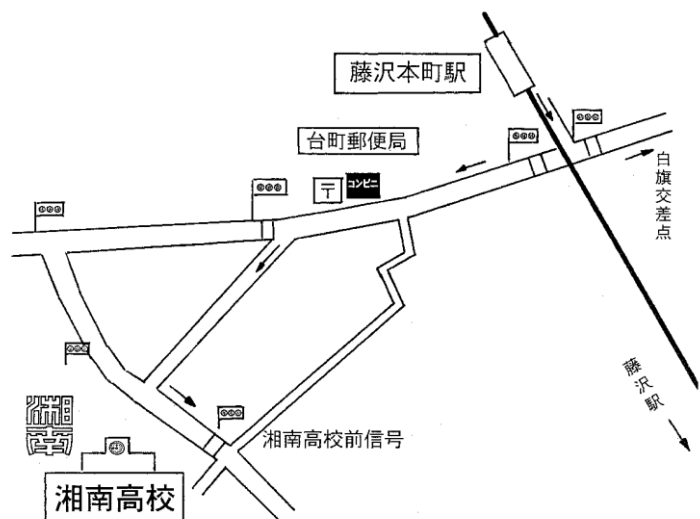 藤沢本町駅
台町郵便局
〒
コンビニ
白旗交差点
藤沢駅
湘南
湘南高校前信号
湘南高校